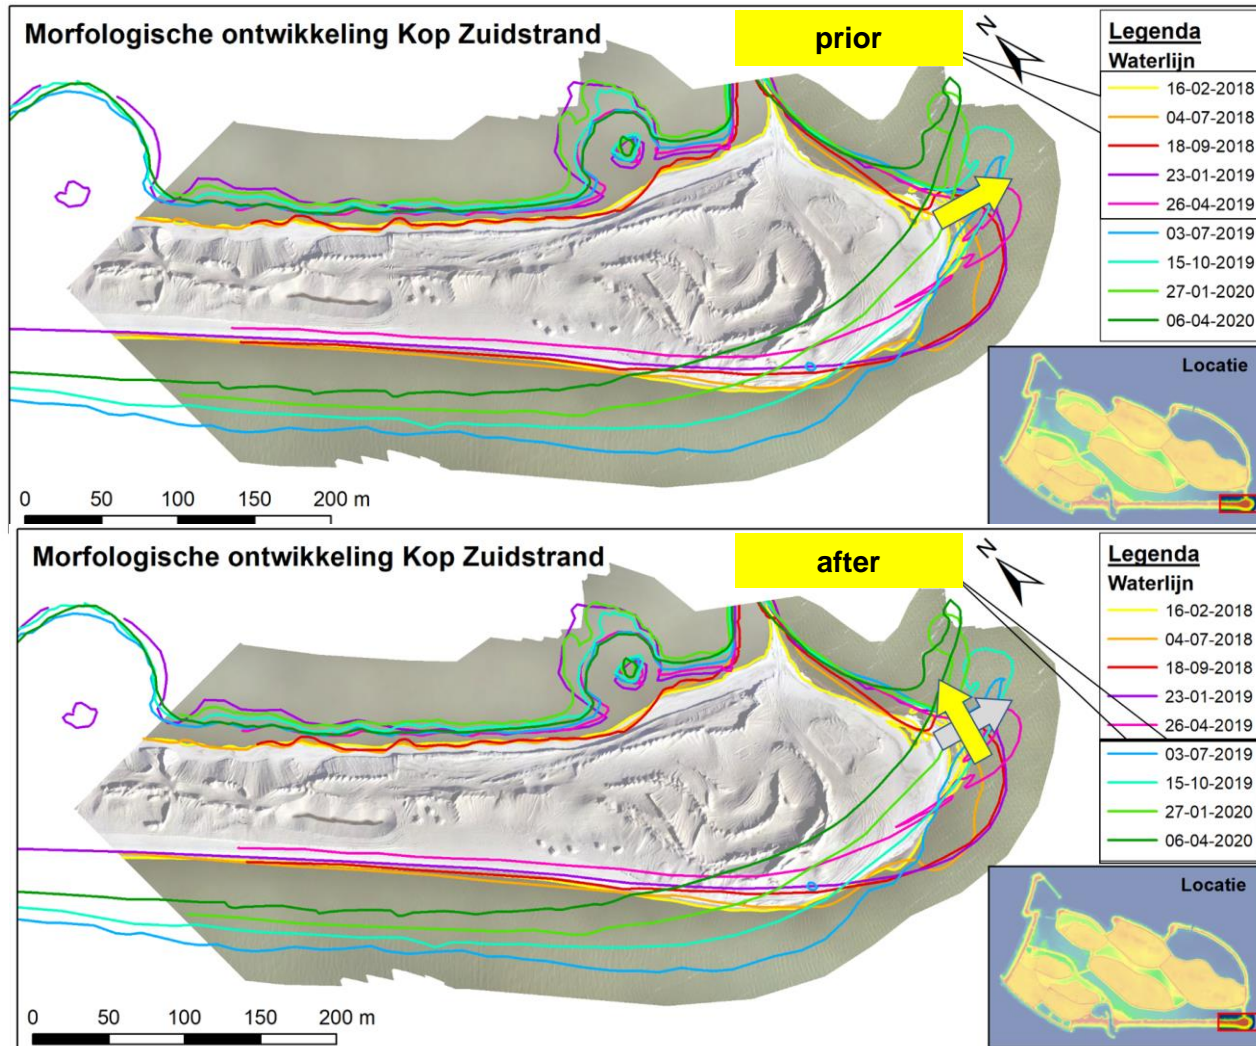 Morfologische ontwikkeling Kop Zuidstrand
prior
N
Legenda
Waterlijn
16-02-2018
04-07-2018
18-09-2018
23-01-2019
26-04-2019
03-07-2019
15-10-2019
27-01-2020
06-04-2020
Locatie
0 50 100 150 200 m
Morfologische ontwikkeling Kop Zuidstrand
after
N
Legenda
Waterlijn
16-02-2018
04-07-2018
18-09-2018
23-01-2019
26-04-2019
03-07-2019
15-10-2019
27-01-2020
06-04-2020
Locatie
0 50 100 150 200 m